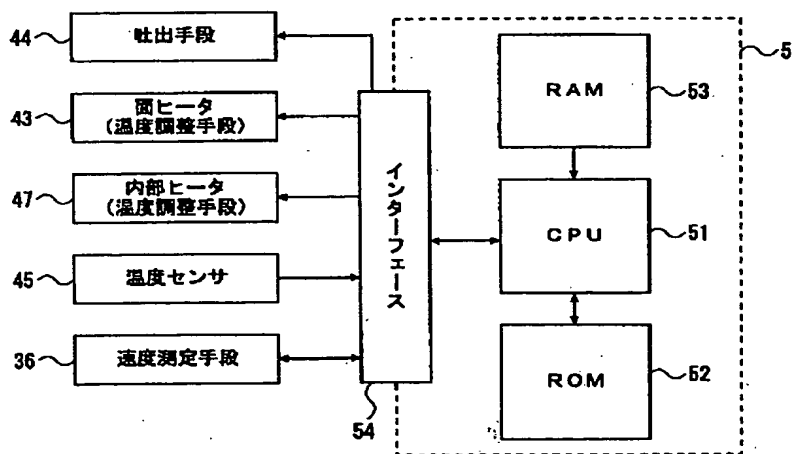 44
吐出手段
43
面ヒータ
(温度調整手段)
47
内部ヒータ
(温度調整手段)
45
温度センサ
36
速度測定手段
インターフェース
54
RAM
53
CPU
51
ROM
52
5